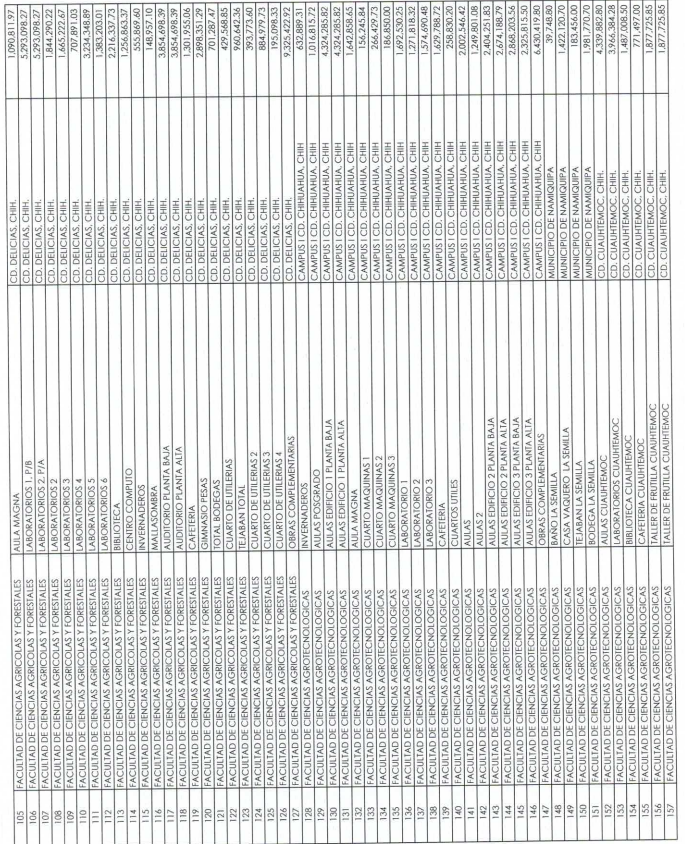 105 FACULTAD DE CIENCIAS AGRICOLAS Y FORESTALES AULA MAGNA CD. DELICIAS, CHIH. 1,090,811.97
106 FACULTAD DE CIENCIAS AGRICOLAS Y FORESTALES LABORATORIOS 1, P/B CD. DELICIAS, CHIH. 5,293,098.27
107 FACULTAD DE CIENCIAS AGRICOLAS Y FORESTALES LABORATORIOS 2, P/A CD. DELICIAS, CHIH. 5,293,098.27
108 FACULTAD DE CIENCIAS AGRICOLAS Y FORESTALES LABORATORIOS 2 CD. DELICIAS, CHIH. 1,844,290.22
109 FACULTAD DE CIENCIAS AGRICOLAS Y FORESTALES LABORATORIOS 3 CD. DELICIAS, CHIH. 1,665,222.67
110 FACULTAD DE CIENCIAS AGRICOLAS Y FORESTALES LABORATORIOS 4 CD. DELICIAS, CHIH. 707,891.03
111 FACULTAD DE CIENCIAS AGRICOLAS Y FORESTALES LABORATORIOS 5 CD. DELICIAS, CHIH. 3,234,348.89
112 FACULTAD DE CIENCIAS AGRICOLAS Y FORESTALES LABORATORIOS 6 CD. DELICIAS, CHIH. 1,383,303.01
113 FACULTAD DE CIENCIAS AGRICOLAS Y FORESTALES BIBLIOTECA CD. DELICIAS, CHIH. 2,216,337.73
114 FACULTAD DE CIENCIAS AGRICOLAS Y FORESTALES CENTRO COMPUTO CD. DELICIAS, CHIH. 1,256,863.70
115 FACULTAD DE CIENCIAS AGRICOLAS Y FORESTALES INVERNADEROS CD. DELICIAS, CHIH. 555,869.60
116 FACULTAD DE CIENCIAS AGRICOLAS Y FORESTALES MALLASOMBRA CD. DELICIAS, CHIH. 148,957.10
117 FACULTAD DE CIENCIAS AGRICOLAS Y FORESTALES AUDITORIO PLANTA BAJA CD. DELICIAS, CHIH. 3,854,698.39
118 FACULTAD DE CIENCIAS AGRICOLAS Y FORESTALES AUDITORIO PLANTA ALTA CD. DELICIAS, CHIH. 3,854,698.39
119 FACULTAD DE CIENCIAS AGRICOLAS Y FORESTALES CAFETERIA CD. DELICIAS, CHIH. 1,301,955.06
120 FACULTAD DE CIENCIAS AGRICOLAS Y FORESTALES GIMNASIO PESAS CD. DELICIAS, CHIH. 2,898,351.29
121 FACULTAD DE CIENCIAS AGRICOLAS Y FORESTALES TOTAL BODEGAS CD. DELICIAS, CHIH. 701,287.47
122 FACULTAD DE CIENCIAS AGRICOLAS Y FORESTALES CUARTO DE UTILERIAS CD. DELICIAS, CHIH. 429,368.85
123 FACULTAD DE CIENCIAS AGRICOLAS Y FORESTALES TEJABAN TOTAL CD. DELICIAS, CHIH. 960,642.36
124 FACULTAD DE CIENCIAS AGRICOLAS Y FORESTALES CUARTO DE UTILERIAS 2 CD. DELICIAS, CHIH. 393,773.60
125 FACULTAD DE CIENCIAS AGRICOLAS Y FORESTALES CUARTO DE UTILERIAS 3 CD. DELICIAS, CHIH. 884,979.73
126 FACULTAD DE CIENCIAS AGRICOLAS Y FORESTALES CUARTO DE UTILERIAS 4 CD. DELICIAS, CHIH. 195,098.33
127 FACULTAD DE CIENCIAS AGRICOLAS Y FORESTALES OBRAS COMPLEMENTARIAS CD. DELICIAS, CHIH. 9,325,422.92
128 FACULTAD DE CIENCIAS AGROTECNOLOGICAS INVERNADEROS CAMPUS I CD. CHIHUAHUA, CHIH 632,889.31
129 FACULTAD DE CIENCIAS AGROTECNOLOGICAS AULAS POSGRADO CAMPUS I CD. CHIHUAHUA, CHIH 1,016,815.72
130 FACULTAD DE CIENCIAS AGROTECNOLOGICAS AULAS EDIFICIO 1 PLANTA BAJA CAMPUS I CD. CHIHUAHUA, CHIH 4,324,285.82
131 FACULTAD DE CIENCIAS AGROTECNOLOGICAS AULAS EDIFICIO 1 PLANTA ALTA CAMPUS I CD. CHIHUAHUA, CHIH 4,324,285.82
132 FACULTAD DE CIENCIAS AGROTECNOLOGICAS AULA MAGNA CAMPUS I CD. CHIHUAHUA, CHIH 1,642,858.64
133 FACULTAD DE CIENCIAS AGROTECNOLOGICAS CUARTO MAQUINAS 1 CAMPUS I CD. CHIHUAHUA, CHIH 156,245.84
134 FACULTAD DE CIENCIAS AGROTECNOLOGICAS CUARTO MAQUINAS 2 CAMPUS I CD. CHIHUAHUA, CHIH 266,429.73
135 FACULTAD DE CIENCIAS AGROTECNOLOGICAS CUARTO MAQUINAS 3 CAMPUS I CD. CHIHUAHUA, CHIH 186,850.00
136 FACULTAD DE CIENCIAS AGROTECNOLOGICAS LABORATORIO 1 CAMPUS I CD. CHIHUAHUA, CHIH 1,692,530.25
137 FACULTAD DE CIENCIAS AGROTECNOLOGICAS LABORATORIO 2 CAMPUS I CD. CHIHUAHUA, CHIH 1,271,818.32
138 FACULTAD DE CIENCIAS AGROTECNOLOGICAS LABORATORIO 3 CAMPUS I CD. CHIHUAHUA, CHIH 1,574,690.48
139 FACULTAD DE CIENCIAS AGROTECNOLOGICAS CAFETERIA CAMPUS I CD. CHIHUAHUA, CHIH 1,629,788.72
140 FACULTAD DE CIENCIAS AGROTECNOLOGICAS CUARTOS UTILES CAMPUS I CD. CHIHUAHUA, CHIH 258,830.20
141 FACULTAD DE CIENCIAS AGROTECNOLOGICAS AULAS CAMPUS I CD. CHIHUAHUA, CHIH 2,002,546.42
142 FACULTAD DE CIENCIAS AGROTECNOLOGICAS AULAS 2 CAMPUS I CD. CHIHUAHUA, CHIH 1,249,804.08
143 FACULTAD DE CIENCIAS AGROTECNOLOGICAS AULAS EDIFICIO 2 PLANTA BAJA CAMPUS I CD. CHIHUAHUA, CHIH 2,404,251.83
144 FACULTAD DE CIENCIAS AGROTECNOLOGICAS AULAS EDIFICIO 2 PLANTA ALTA CAMPUS I CD. CHIHUAHUA, CHIH 2,674,188.79
145 FACULTAD DE CIENCIAS AGROTECNOLOGICAS AULAS EDIFICIO 3 PLANTA BAJA CAMPUS I CD. CHIHUAHUA, CHIH 2,868,203.56
146 FACULTAD DE CIENCIAS AGROTECNOLOGICAS AULAS EDIFICIO 3 PLANTA ALTA CAMPUS I CD. CHIHUAHUA, CHIH 2,325,815.50
147 FACULTAD DE CIENCIAS AGROTECNOLOGICAS OBRAS COMPLEMENTARIAS CAMPUS I CD. CHIHUAHUA, CHIH 6,430,419.80
148 FACULTAD DE CIENCIAS AGROTECNOLOGICAS BAÑO LA SEMILLA MUNICIPIO DE NAMIQUIPA 39,748.80
149 FACULTAD DE CIENCIAS AGROTECNOLOGICAS CASA VAQUERO LA SEMILLA MUNICIPIO DE NAMIQUIPA 1,422,120.70
150 FACULTAD DE CIENCIAS AGROTECNOLOGICAS TEJABAN LA SEMILLA MUNICIPIO DE NAMIQUIPA 183,456.00
151 FACULTAD DE CIENCIAS AGROTECNOLOGICAS BODEGA LA SEMILLA MUNICIPIO DE NAMIQUIPA 1,981,770.70
152 FACULTAD DE CIENCIAS AGROTECNOLOGICAS AULAS CUAUHTEMOC CD. CUAUHTEMOC, CHIH. 4,339,882.80
153 FACULTAD DE CIENCIAS AGROTECNOLOGICAS LABORATORIOS CUAUHTEMOC CD. CUAUHTEMOC, CHIH. 3,966,384.28
154 FACULTAD DE CIENCIAS AGROTECNOLOGICAS BIBLIOTECA CUAUHTEMOC CD. CUAUHTEMOC, CHIH. 1,487,008.50
155 FACULTAD DE CIENCIAS AGROTECNOLOGICAS CAFETERIA CUAUHTEMOC CD. CUAUHTEMOC, CHIH. 771,497.00
156 FACULTAD DE CIENCIAS AGROTECNOLOGICAS TALLER DE FRUTILLA CUAUHTEMOC CD. CUAUHTEMOC, CHIH. 1,877,725.85
157 FACULTAD DE CIENCIAS AGROTECNOLOGICAS TALLER DE FRUTILLA CUAUHTEMOC CD. CUAUHTEMOC, CHIH. 1,877,725.85